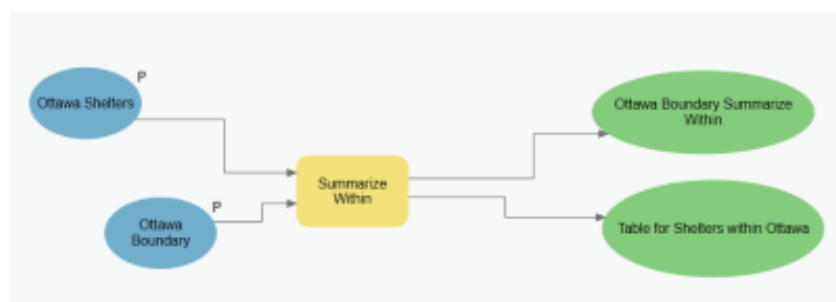 P
Ottawa Shelters
Ottawa Boundary Summarize
Within
Summarize
Within
P
Ottawa
Boundary
Table for Shelters within Ottawa